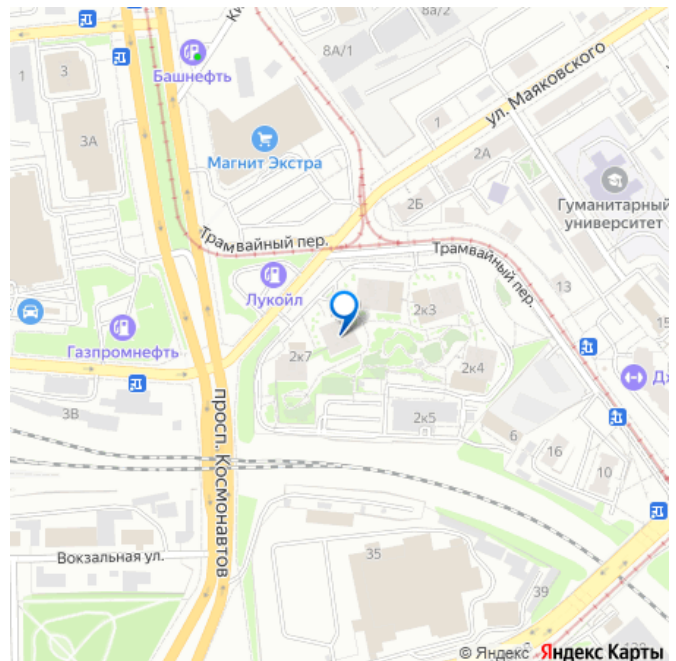 8а/2
Башнефть
8А/1
1
3
3А
ул. Маяковского
1
Магнит Экстра
2А
Гуманитарный
университет
2Б
Трамвайный пер.
Трамвайный пер.
Лукойл
13
2к3
Газпромнефть
15
2к7
2к4
3В
2к5
просп. Космонавтов
6
16
10
Вокзальная ул.
35
39
© Яндекс Яндекс Карты